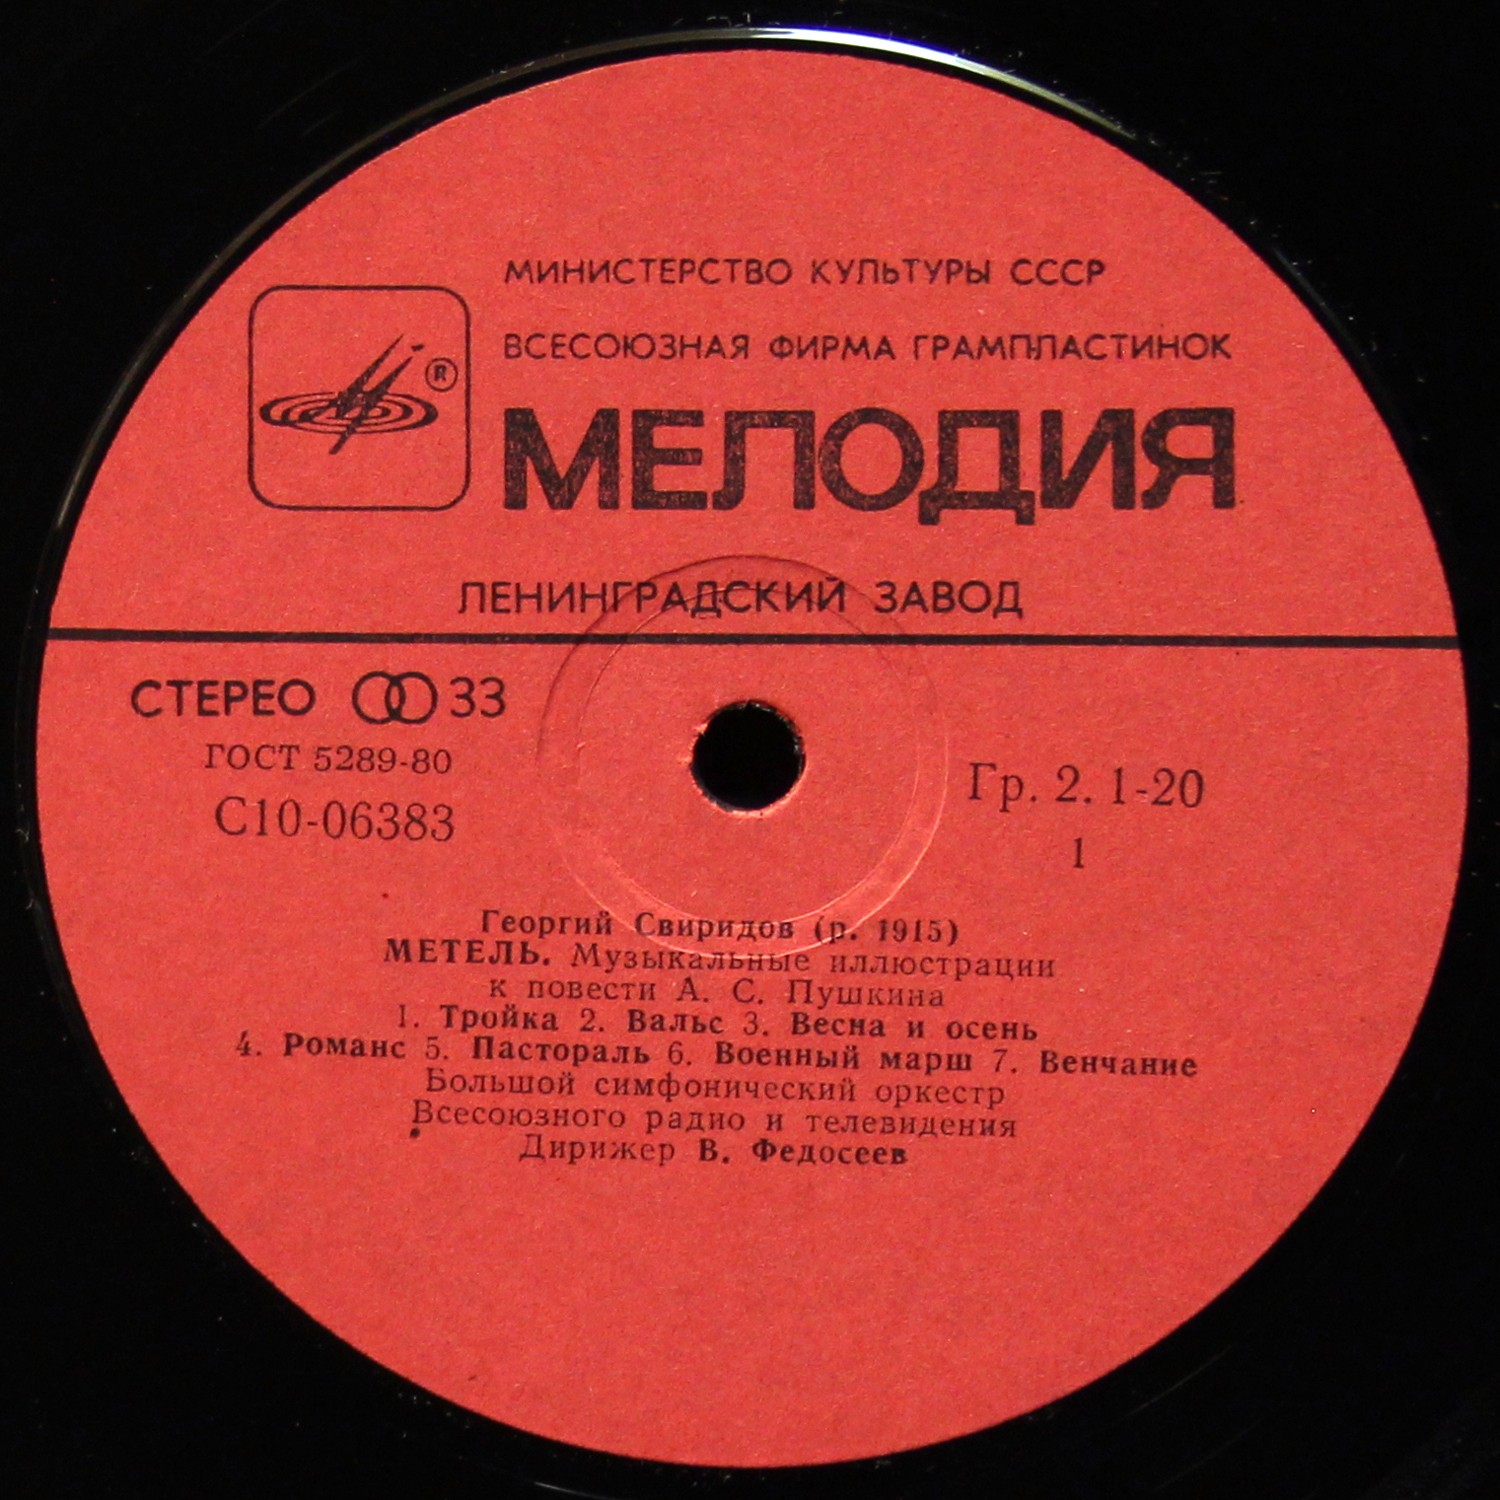 МИНИСТЕРСТВО КУЛЬТУРЫ СССР
ВСЕСОЮЗНАЯ ФИРМА ГРАМПЛАСТИНОК
®
МЕЛОДИЯ
ЛЕНИНГРАДСКИЙ ЗАВОД
СТЕРЕО 33
ГОСТ 5289-80
С10-06383
Гр. 2. 1-20
1
Георгий Свиридов (р. 1915)
МЕТЕЛЬ. Музыкальные иллюстрации
к повести А. С. Пушкина
1. Тройка 2. Вальс 3. Весна и осень
4. Романс 5. Пастораль 6. Военный марш 7. Венчание
Большой симфонический оркестр
Всесоюзного радио и телевидения
Дирижер В. Федосеев